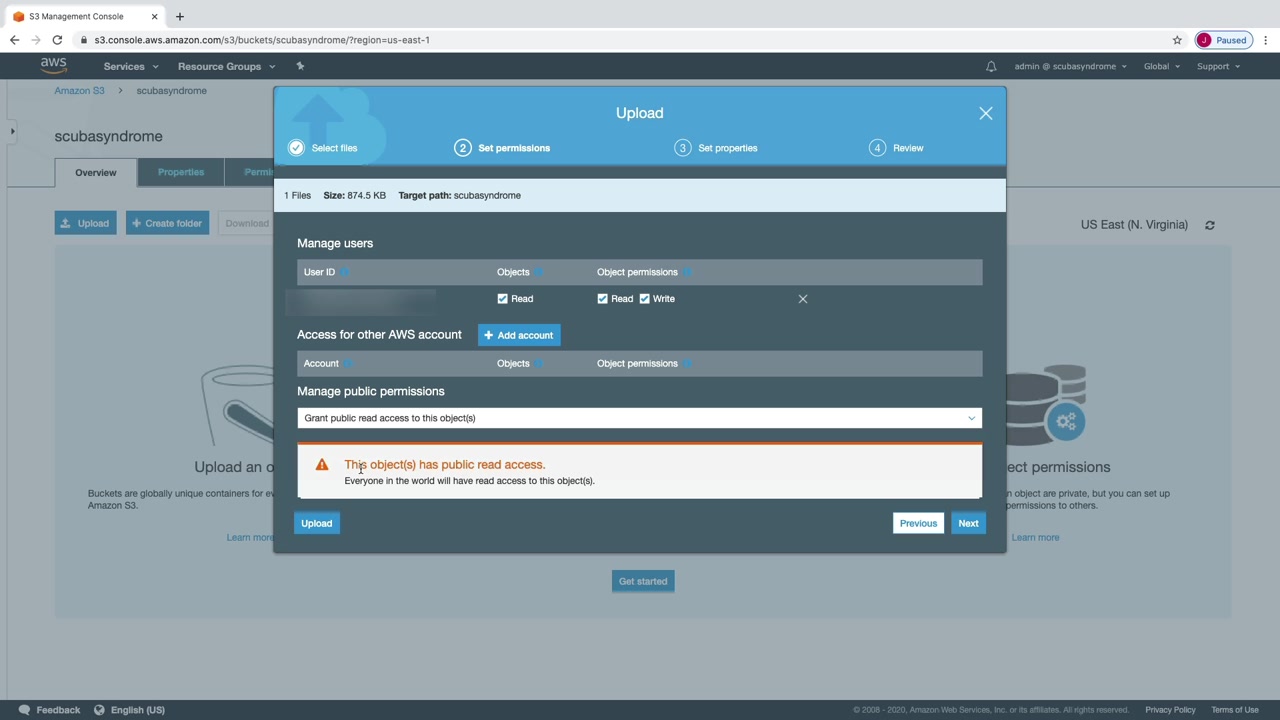 S3 Management Console
s3.console.aws.amazon.com/s3/buckets/scubasyndrome/?region=us-east-1
J Paused
aws Services Resource Groups admin @ scubasyndrome Global Support
Amazon S3 scubasyndrome
scubasyndrome
Overview Properties Permi
Upload + Create folder Download
US East (N. Virginia)
Upload
Select files 2 Set permissions 3 Set properties 4 Review
1 Files Size: 874.5 KB Target path: scubasyndrome
Manage users
User ID Objects Object permissions
Read Read Write
Access for other AWS account + Add account
Account Objects Object permissions
Manage public permissions
Grant public read access to this object(s)
This object(s) has public read access.
Everyone in the world will have read access to this object(s).
Upload Previous Next
Upload an o
Buckets are globally unique containers for ev
Amazon S3.
Learn more
ect permissions
n object are private, but you can set up
permissions to others.
Learn more
Get started
Feedback English (US)
© 2008 - 2020, Amazon Web Services, Inc. or its affiliates. All rights reserved. Privacy Policy Terms of Use